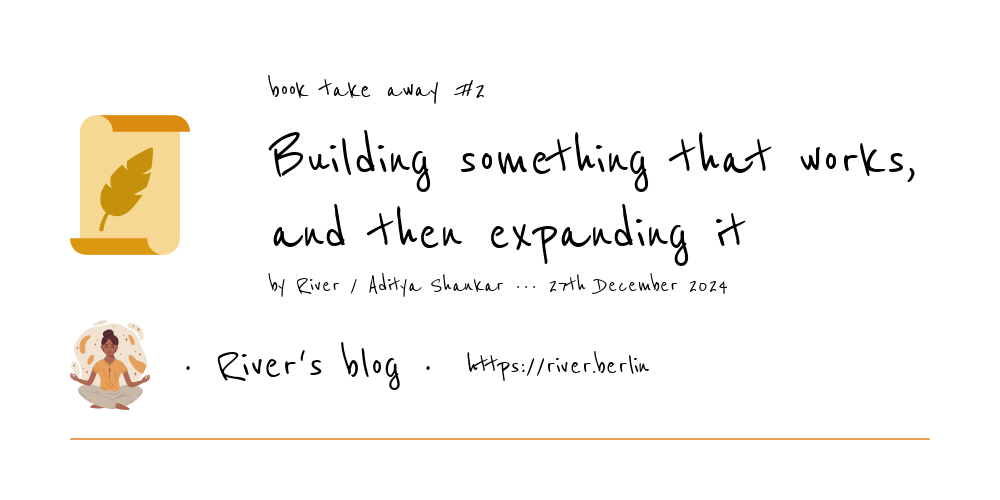 book take away #2
Building something that works,
and then expanding it
by River / Aditya Shankar ... 27th December 2024
· River's blog · https://river.berlin